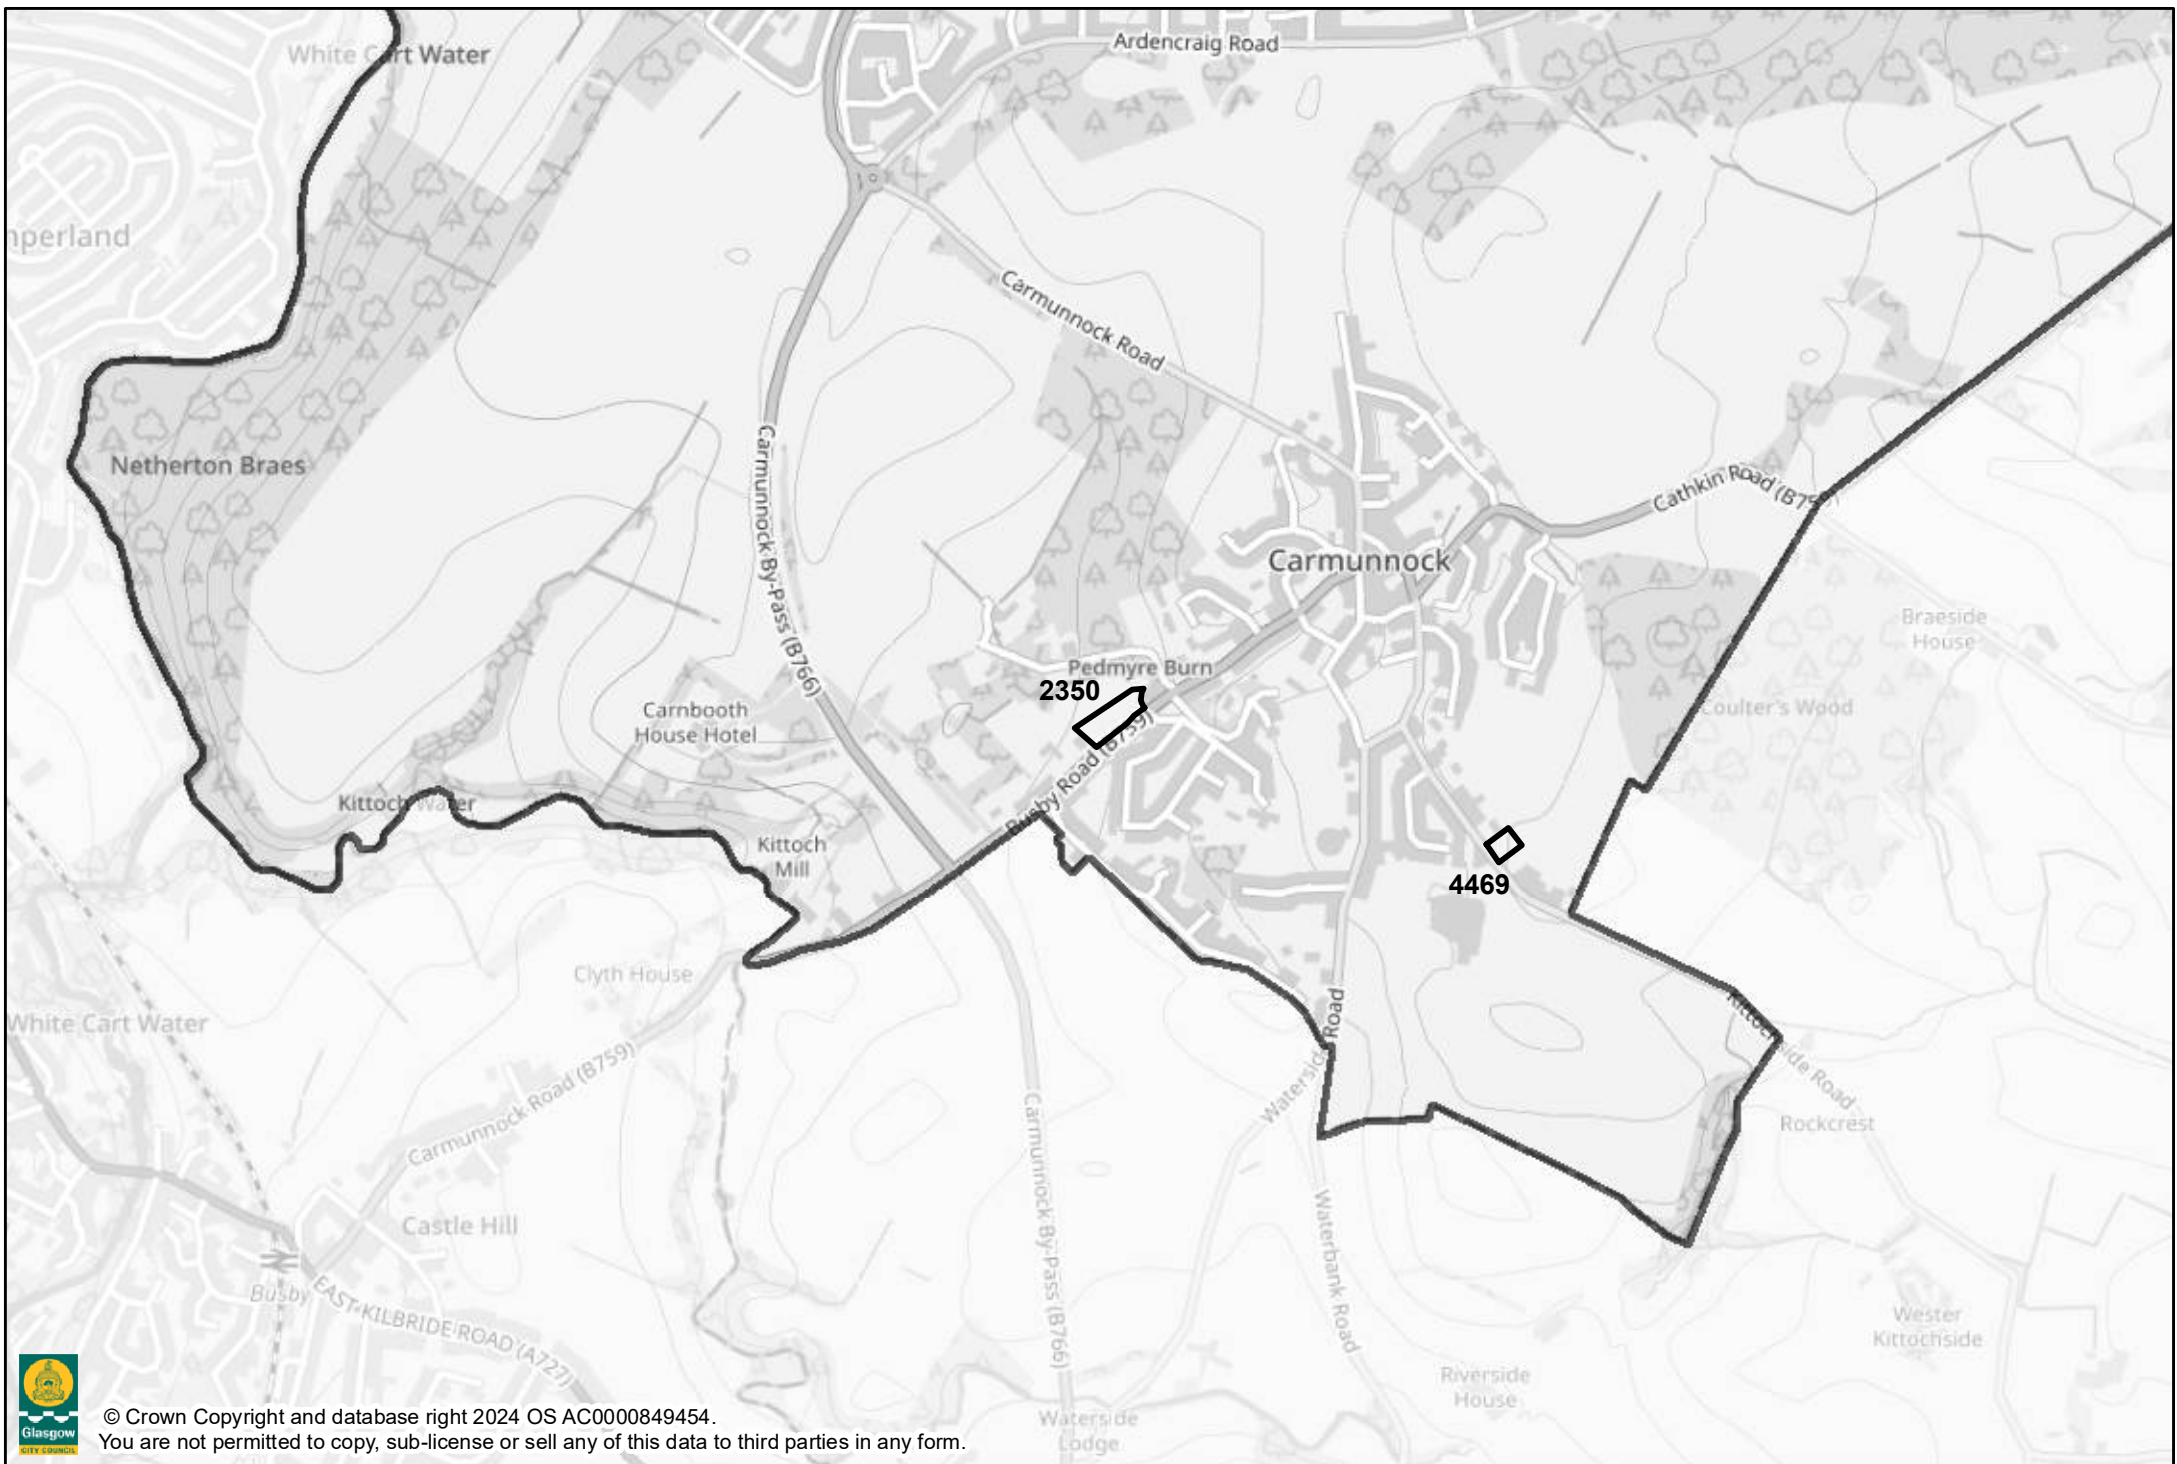 White Cart Water
Ardencraig Road
nperland
Carmunnock Road
Netherton Braes
Carmunnock By-Pass (B766)
Cathkin Road (B759)
Carmunnock
Braeside
House
Pedmyre Burn
2350
Carnbooth
House Hotel
Coulter's Wood
Busby Road (B759)
Kittoch Water
Kittoch
Mill
4469
Clyth House
White Cart Water
Road
Kittochside Road
Carmunnock Road (B759)
Waterside
Rockcrest
Carmunnock By-Pass (B766)
Castle Hill
Waterbank Road
Busby
EAST KILBRIDE ROAD (A727)
Wester
Kittochside
Riverside
House
Waterside
Lodge
Glasgow
CITY COUNCIL
© Crown Copyright and database right 2024 OS AC0000849454.
You are not permitted to copy, sub-license or sell any of this data to third parties in any form.